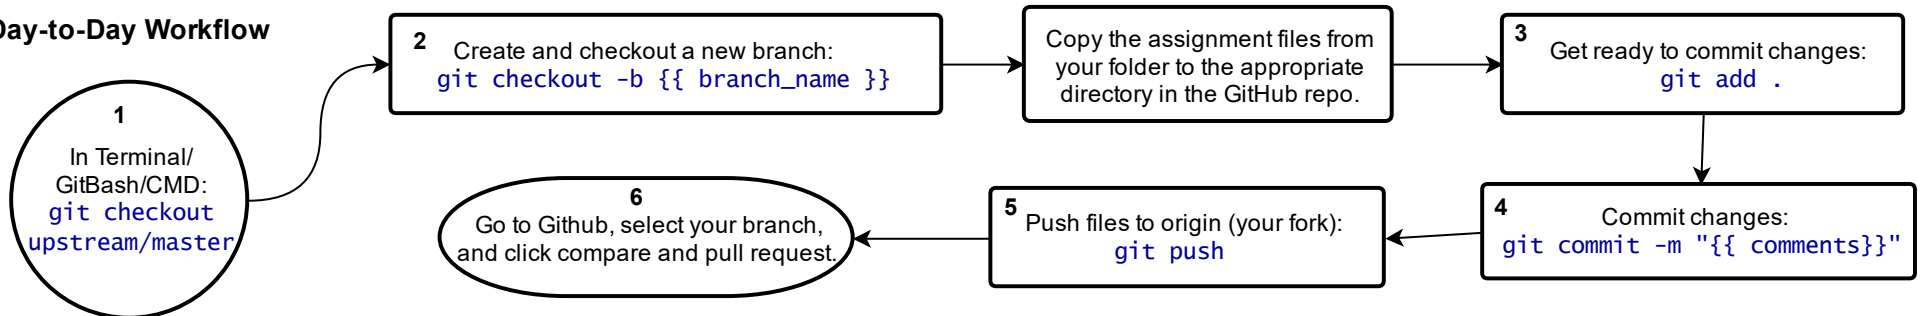 Day-to-Day Workflow
1
In Terminal/
GitBash/CMD:
git checkout
upstream/master
2
Create and checkout a new branch:
git checkout -b {{ branch_name }}
Copy the assignment files from
your folder to the appropriate
directory in the GitHub repo.
3
Get ready to commit changes:
git add .
4
Commit changes:
git commit -m "{{ comments}}"
5
Push files to origin (your fork):
git push
6
Go to Github, select your branch,
and click compare and pull request.